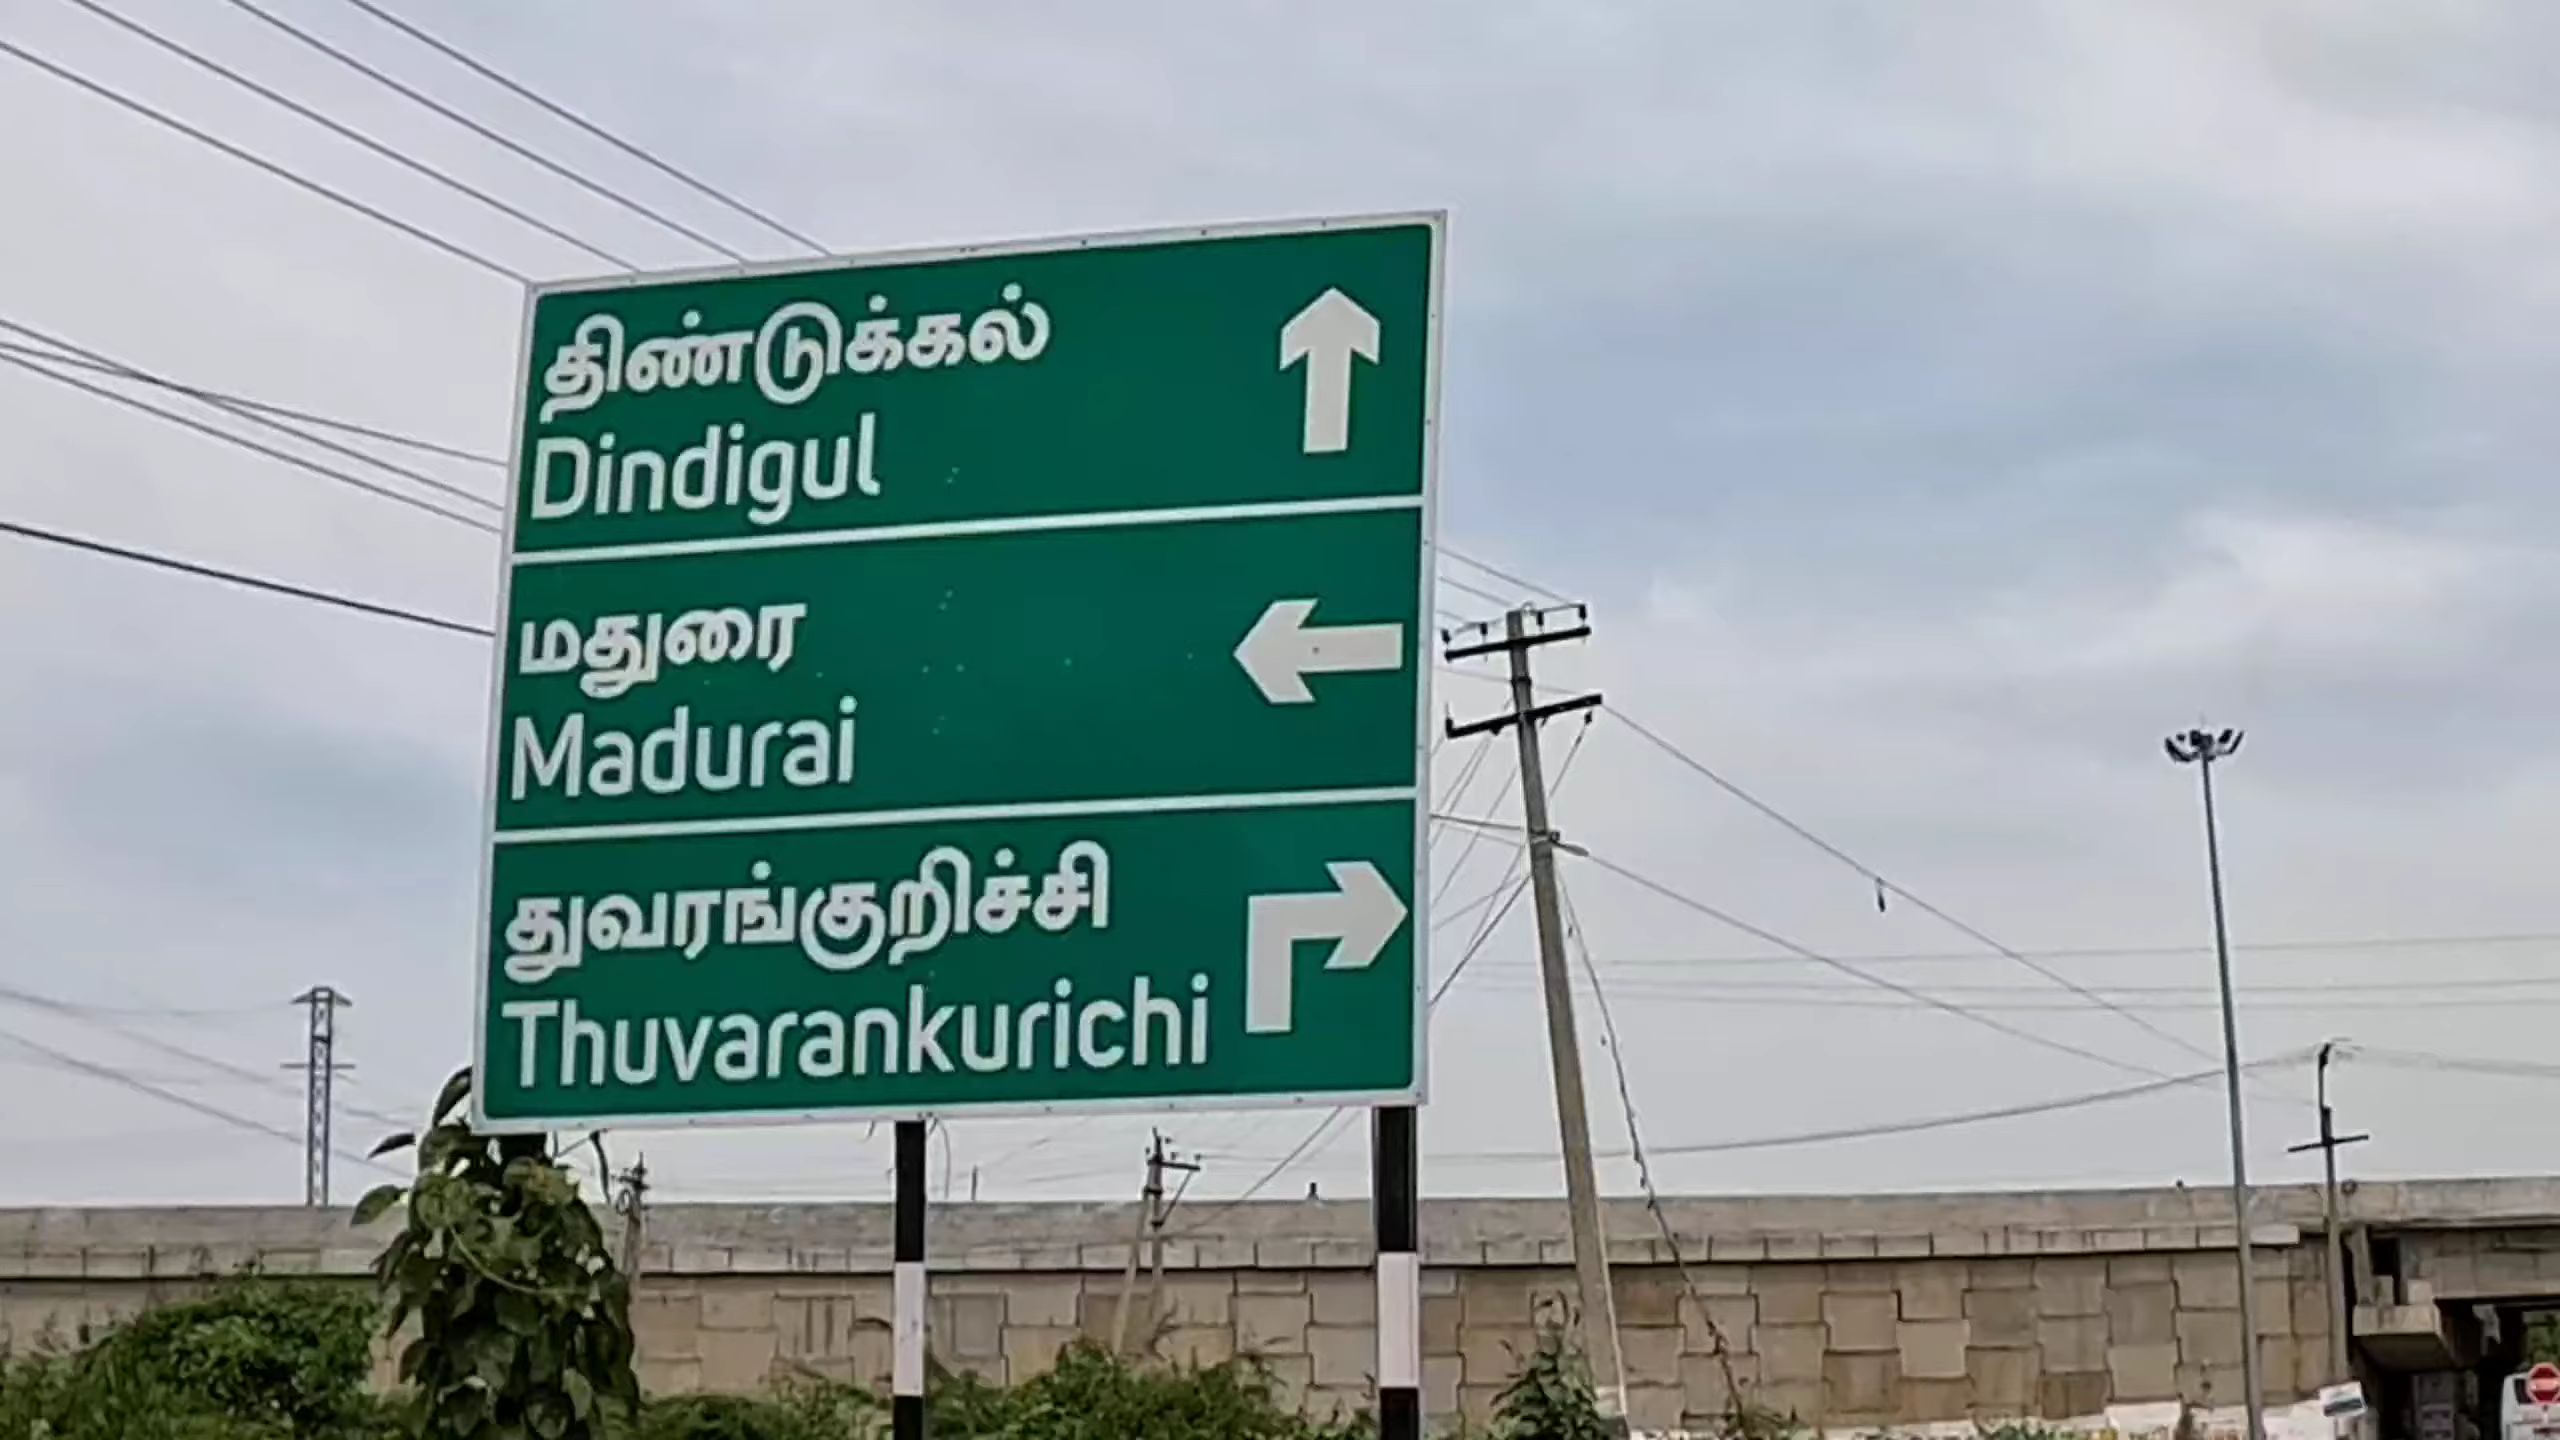 திண்டுக்கல்
Dindigul
மதுரை
Madurai
துவரங்குறிச்சி
Thuvarankurichi